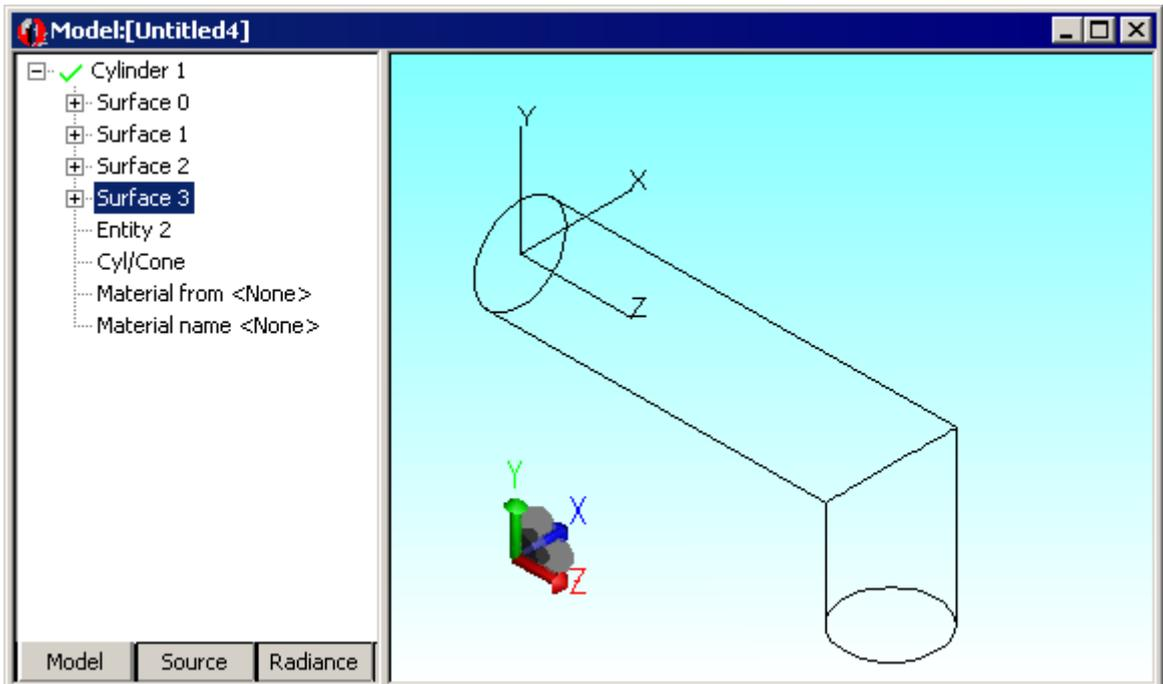 Model:[Untitled4]
Cylinder 1
Surface 0
Surface 1
Surface 2
Surface 3
Entity 2
Cyl/Cone
Material from <None>
Material name <None>
Model Source Radiance
Y
X
Z
Y
X
Z